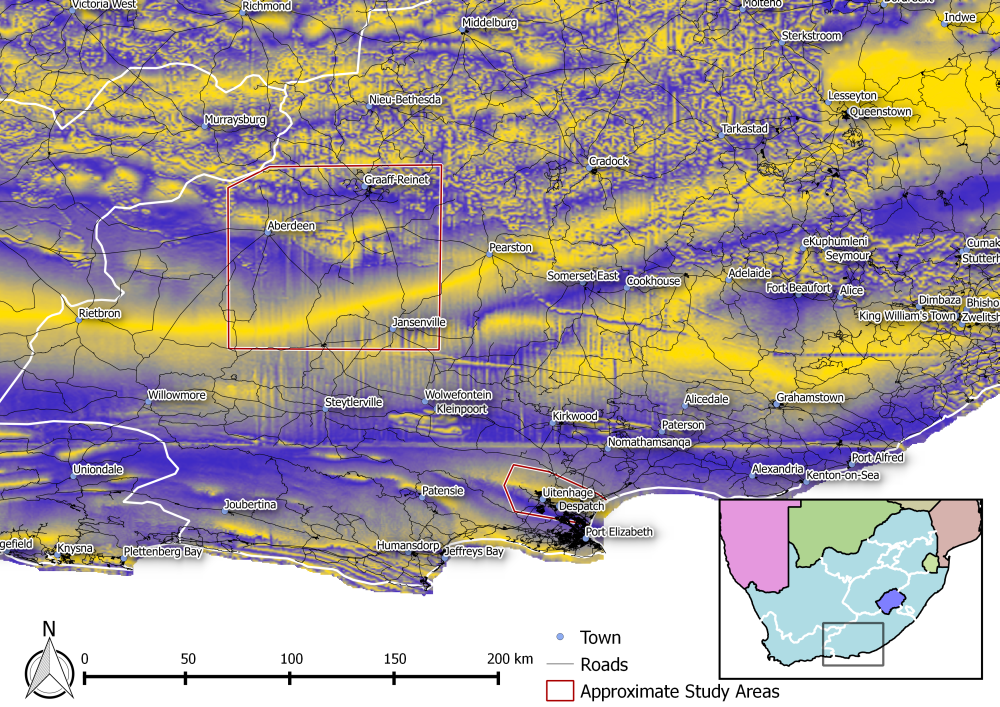 Victoria West
Richmond
Molteno
Middelburg
Indwe
Sterkstroom
Lesseyton
Nieu-Bethesda
Queenstown
Murraysburg
Tarkastad
Cradock
Graaff-Reinet
Aberdeen
eKuphumleni
Cumak
Pearston
Seymour
Stutterh
Somerset East
Cookhouse
Adelaide
Fort Beaufort
Alice
Dimbaza
Bhisho
Rietbron
Jansenville
King William's Town
Zwelitsh
Willowmore
Steytlerville
Wolwefontein
Kleinpoort
Alicedale
Grahamstown
Kirkwood
Paterson
Nomathamsanqa
Port Alfred
Uniondale
Alexandria
Kenton-on-Sea
Patensie
Uitenhage
Joubertina
Despatch
Port Elizabeth
gefield
Knysna
Plettenberg Bay
Humansdorp
Jeffreys Bay
N
0 50 100 150 200 km
Town
Roads
Approximate Study Areas